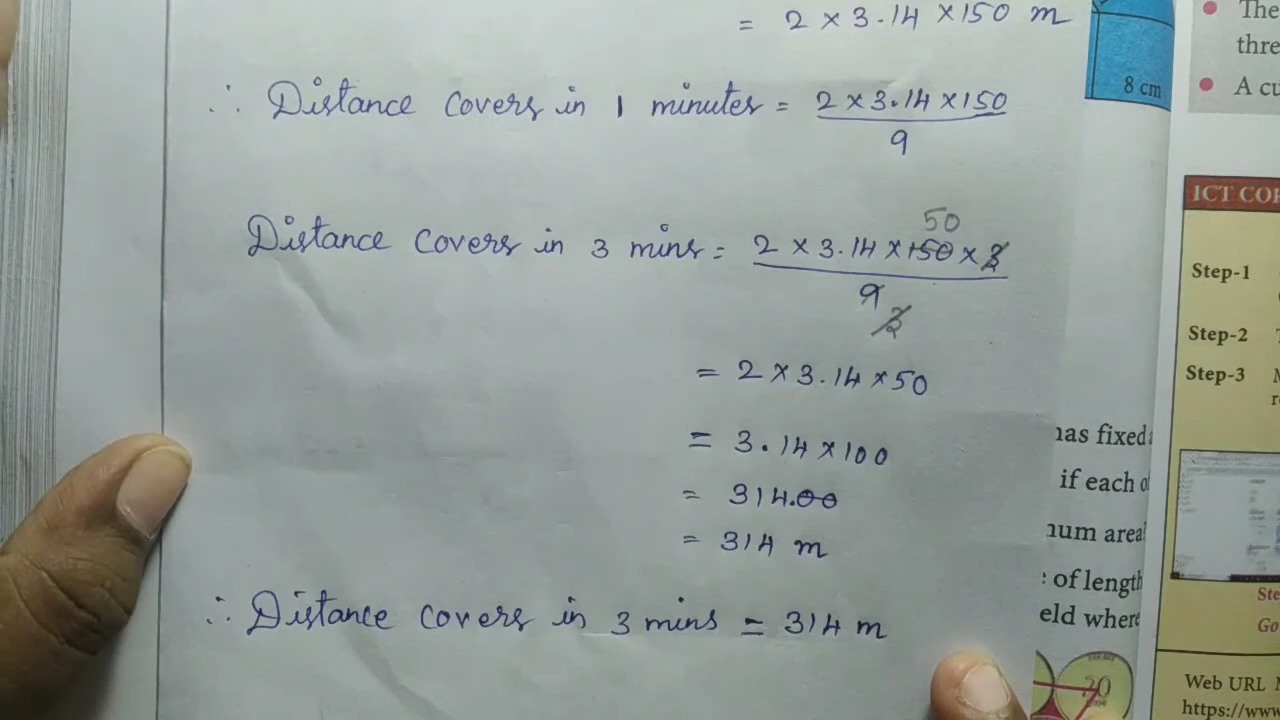 = 2 × 3.14 × 150 m
∴ Distance covers in 1 minutes = 2 × 3.14 × 150
9
50
Distance covers in 3 mins = 2 × 3.14 × 150 × 3
9
3
= 2 × 3.14 × 50
= 3.14 × 100
= 314.00
= 314 m
∴ Distance covers in 3 mins = 314 m
8 cm
The
thre
A cu
ICT COR
Step-1
Step-2
Step-3
has fixed
if each o
num area
of length
eld where
Ste
Go
Web URL
https://www